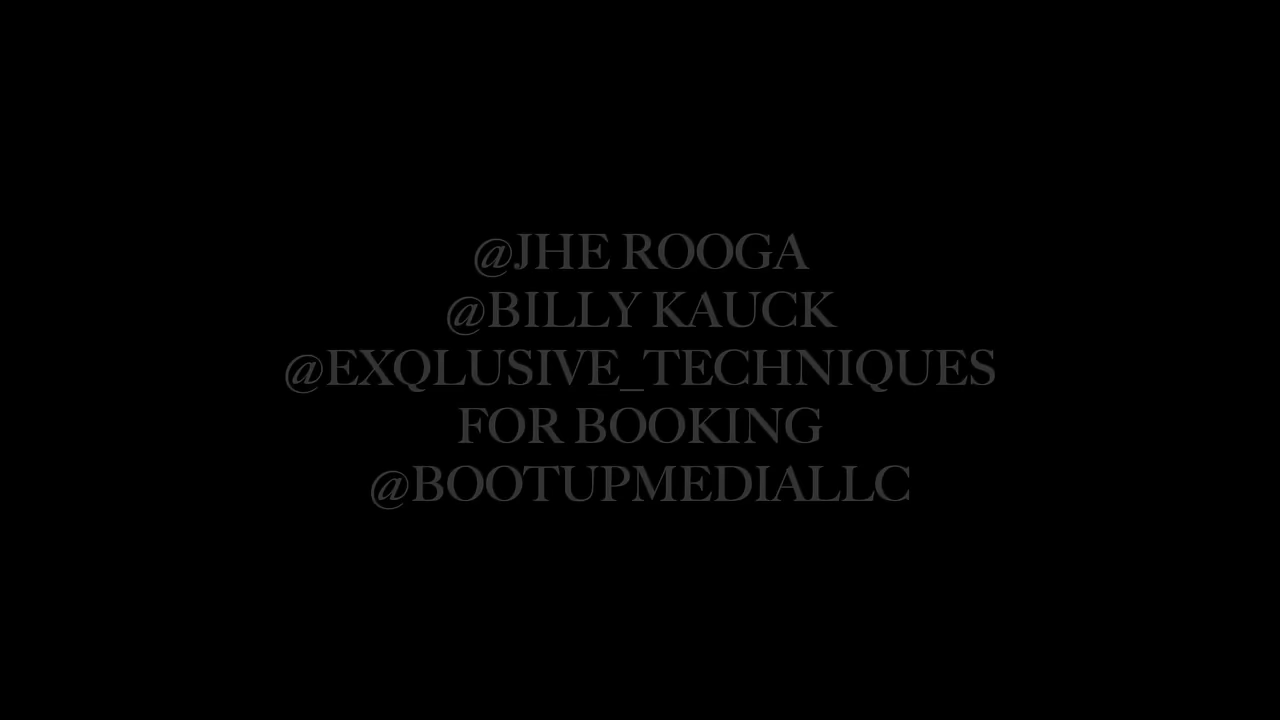 @JHE ROOGA
@BILLY KAUCK
@EXQLUSIVE_TECHNIQUES
FOR BOOKING
@BOOTUPMEDIALLC